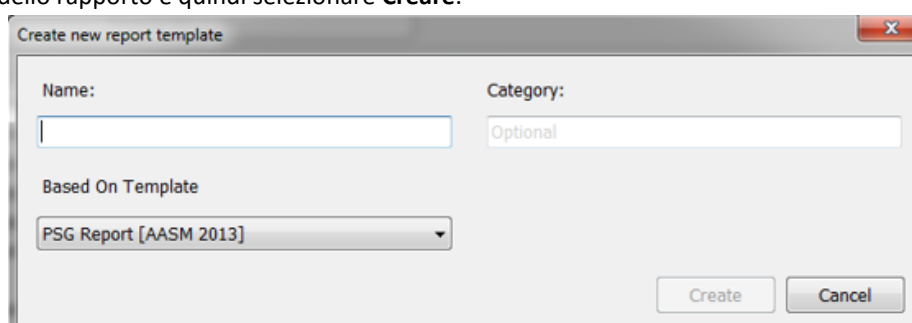 dello rapporto e quindi selezionare Creare.
Create new report template
Name: Category:
Optional
Based On Template
PSG Report [AASM 2013]
Create Cancel